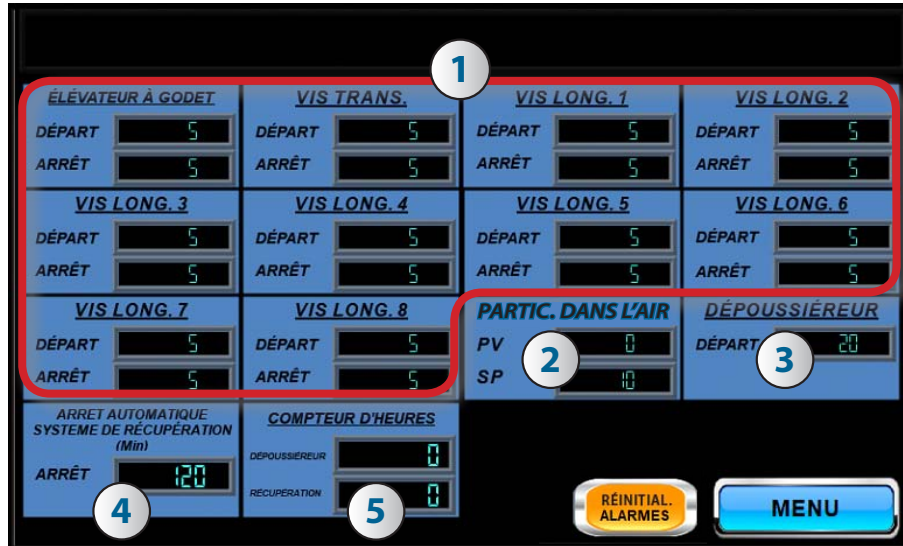 1
ÉLÉVATEUR À GODET
DÉPART 5
ARRÊT 5
VIS TRANS.
DÉPART 5
ARRÊT 5
VIS LONG. 1
DÉPART 5
ARRÊT 5
VIS LONG. 2
DÉPART 5
ARRÊT 5
VIS LONG. 3
DÉPART 5
ARRÊT 5
VIS LONG. 4
DÉPART 5
ARRÊT 5
VIS LONG. 5
DÉPART 5
ARRÊT 5
VIS LONG. 6
DÉPART 5
ARRÊT 5
VIS LONG. 7
DÉPART 5
ARRÊT 5
VIS LONG. 8
DÉPART 5
ARRÊT 5
PARTIC. DANS L'AIR
PV 0
SP 10
2
DÉPOUSSIÉREUR
DÉPART 20
3
ARRET AUTOMATIQUE
SYSTEME DE RÉCUPÉRATION
(Min)
ARRÊT 120
4
COMPTEUR D'HEURES
DÉPOUSSIÉREUR 0
RÉCUPÉRATION 0
5
RÉINITIAL.
ALARMES
MENU